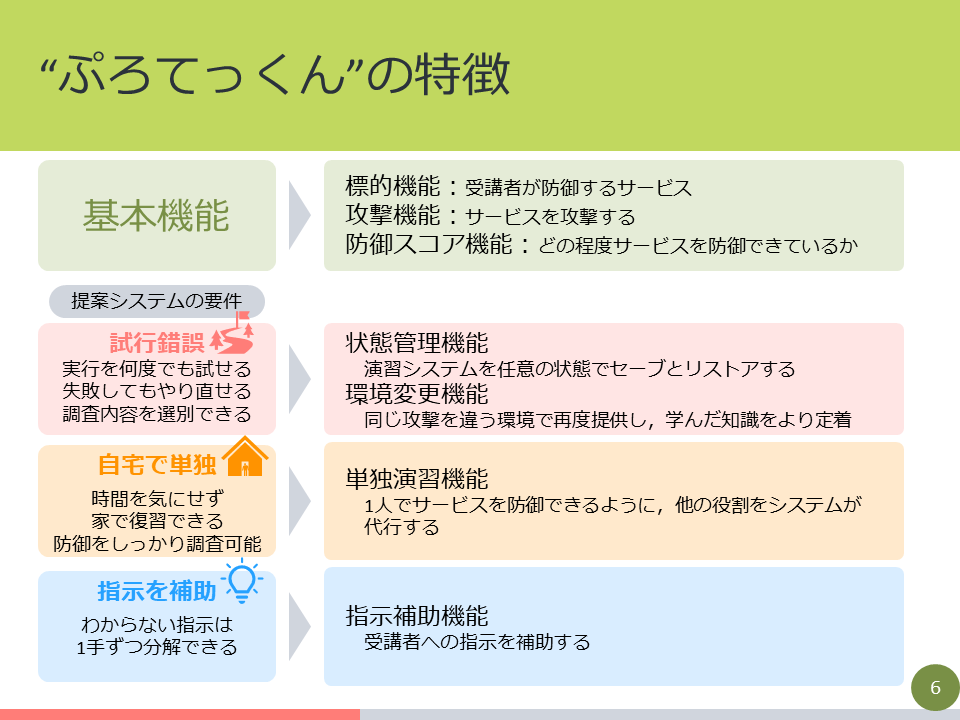 “ぷろてっくん”の特徴
基本機能
標的機能：受講者が防御するサービス
攻撃機能：サービスを攻撃する
防御スコア機能：どの程度サービスを防御できているか
提案システムの要件
試行錯誤
実行を何度でも試せる
失敗してもやり直せる
調査内容を選別できる
状態管理機能
演習システムを任意の状態でセーブとリストアする
環境変更機能
同じ攻撃を違う環境で再度提供し，学んだ知識をより定着
自宅で単独
時間を気にせず
家で復習できる
防御をしっかり調査可能
単独演習機能
1人でサービスを防御できるように，他の役割をシステムが
代行する
指示を補助
わからない指示は
1手ずつ分解できる
指示補助機能
受講者への指示を補助する
6